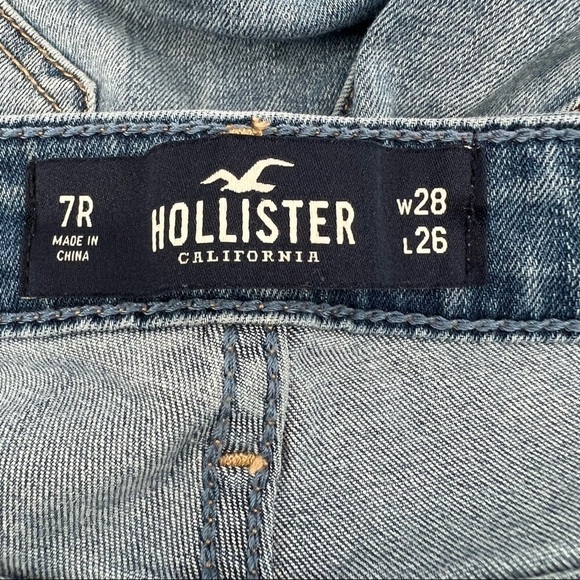 7R
MADE IN
CHINA
HOLLISTER
CALIFORNIA
W28
L26